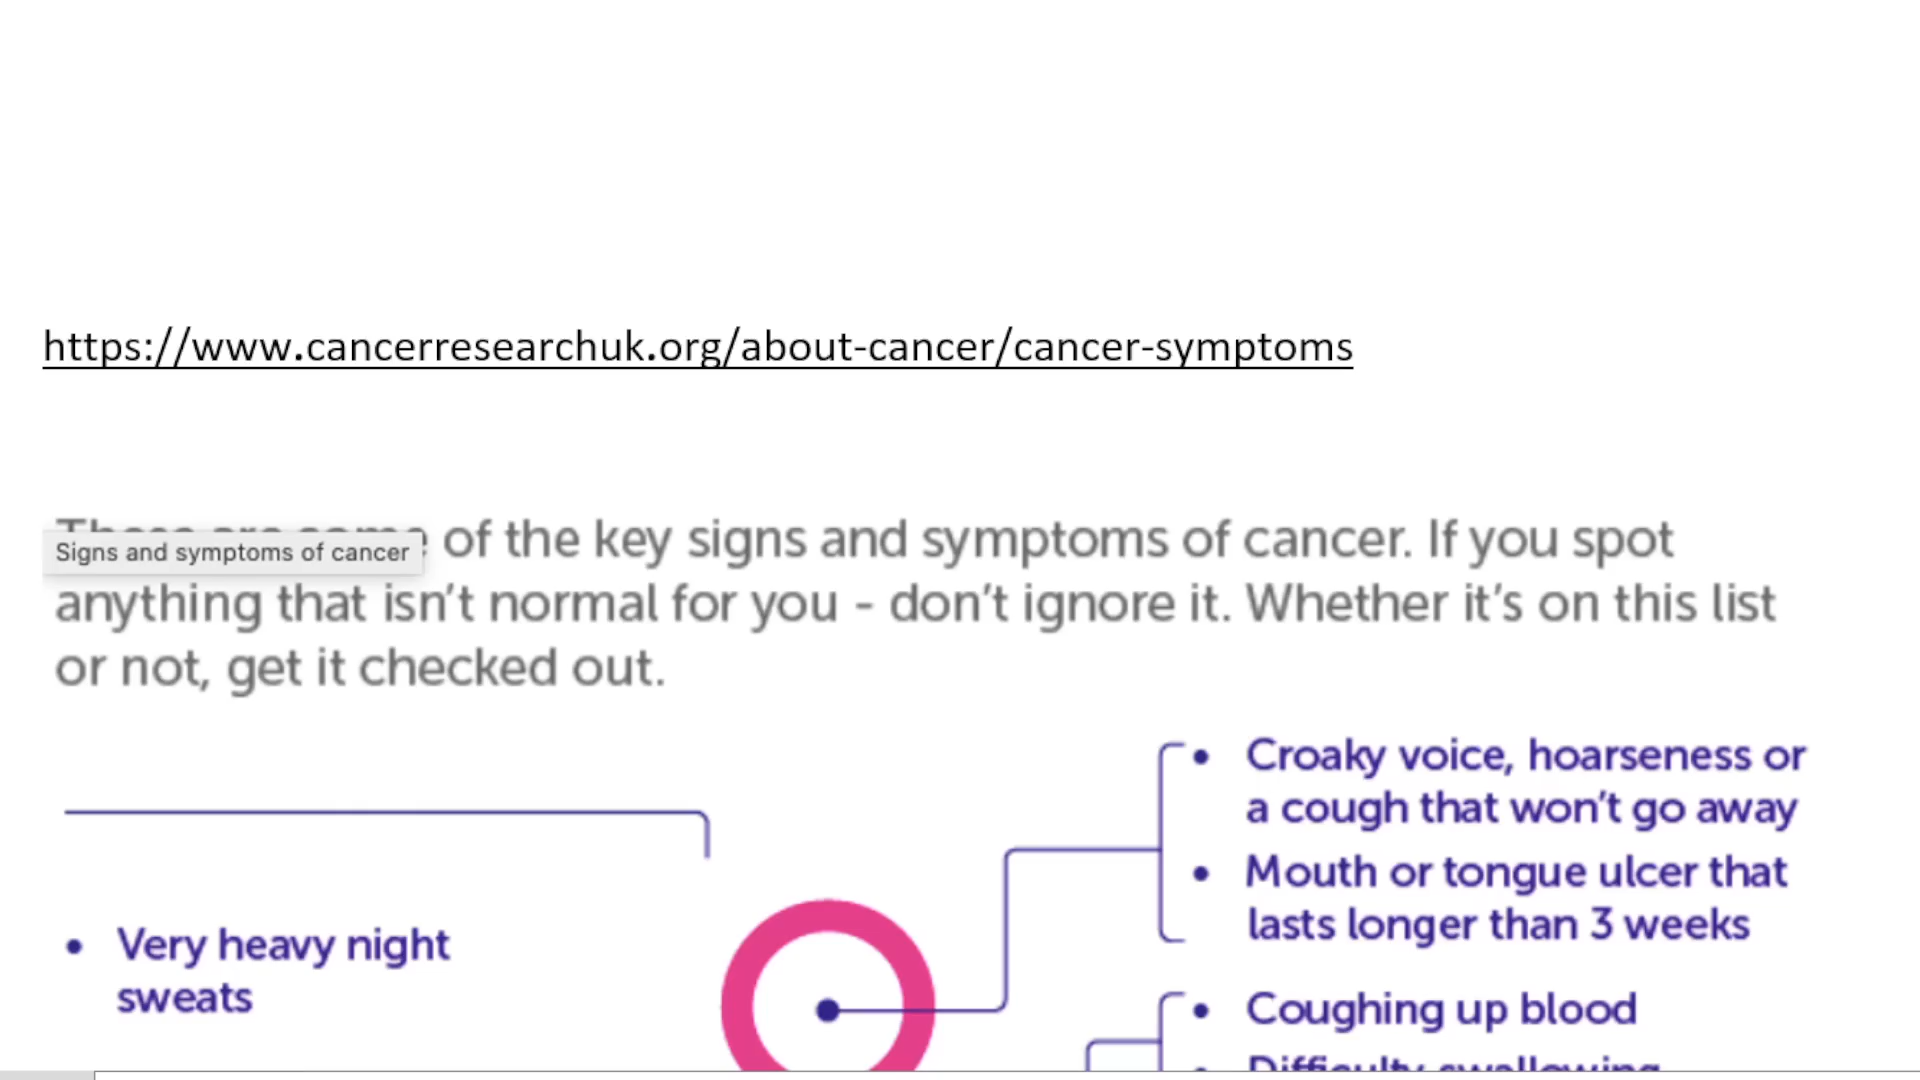 https://www.cancerresearchuk.org/about-cancer/cancer-symptoms
of the key signs and symptoms of cancer. If you spot
Signs and symptoms of cancer
anything that isn't normal for you - don't ignore it. Whether it's on this list
or not, get it checked out.
• Croaky voice, hoarseness or
a cough that won't go away
• Mouth or tongue ulcer that
lasts longer than 3 weeks
• Very heavy night
sweats
• Coughing up blood
Difficulty swallowing